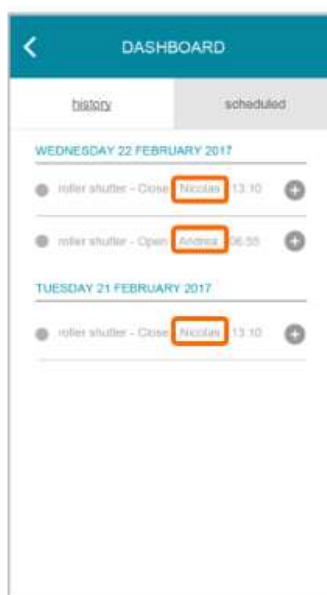 DASHBOARD
history scheduled
WEDNESDAY 22 FEBRUARY 2017
roller shutter - Close Nicolas 13:10
roller shutter - Open Andrea 06:55
TUESDAY 21 FEBRUARY 2017
roller shutter - Close Nicolas 13:10